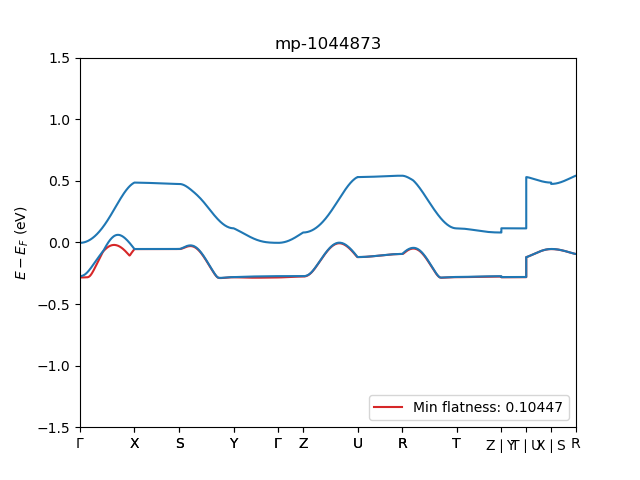 mp-1044873
E − E_F (eV)
1.5
1.0
0.5
0.0
−0.5
−1.0
−1.5
Min flatness: 0.10447
Γ X S Y Γ Z U R T Z | Y T | U X | S R